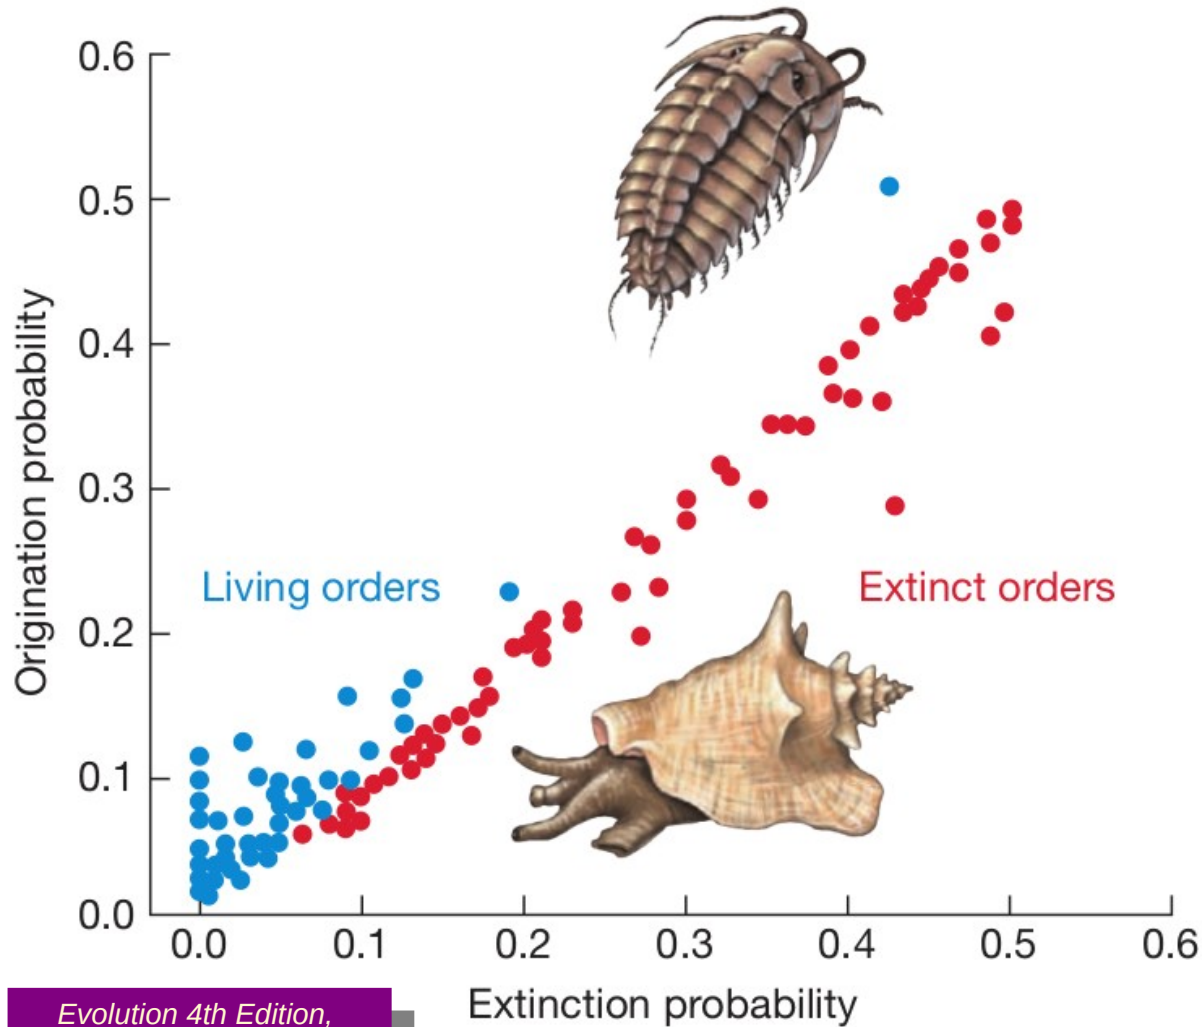 0.6
0.5
0.4
0.3
0.2
0.1
0.0
Origination probability
Living orders
Extinct orders
0.0 0.1 0.2 0.3 0.4 0.5 0.6
Extinction probability
Evolution 4th Edition,